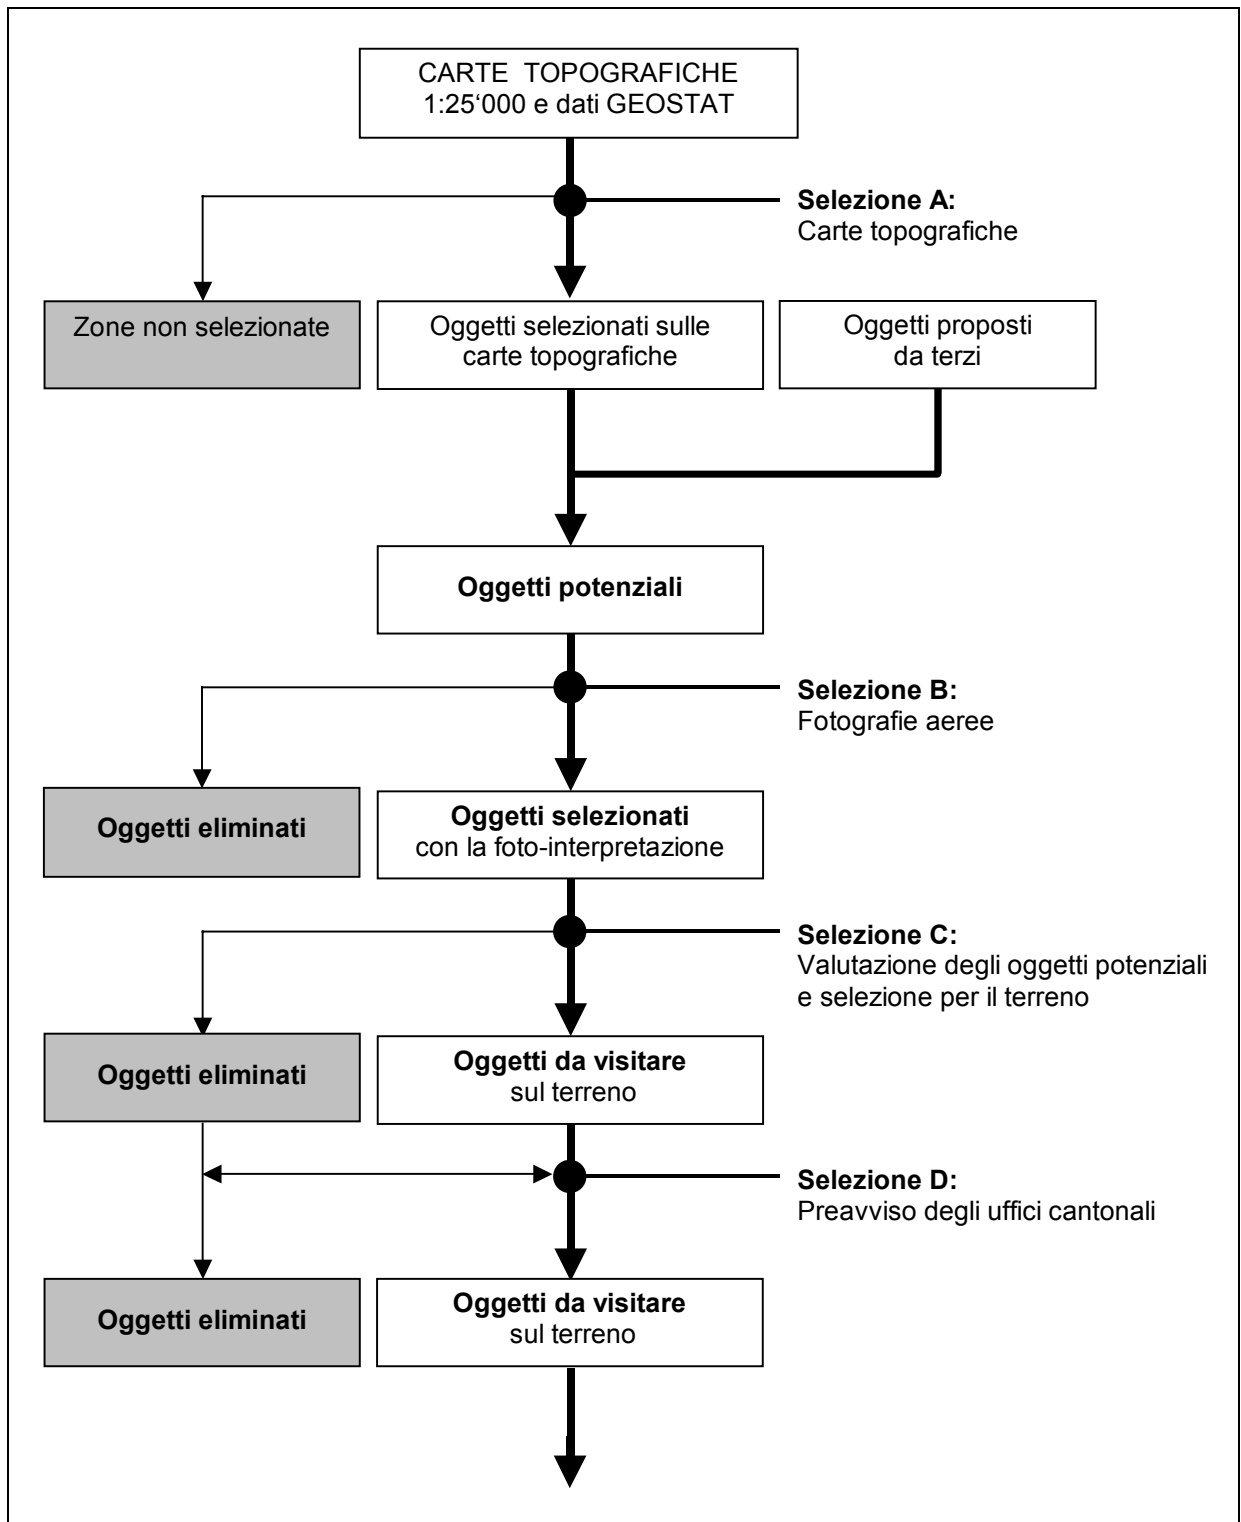 CARTE TOPOGRAFICHE
1:25‘000 e dati GEOSTAT
Selezione A:
Carte topografiche
Zone non selezionate
Oggetti selezionati sulle
carte topografiche
Oggetti proposti
da terzi
Oggetti potenziali
Selezione B:
Fotografie aeree
Oggetti eliminati
Oggetti selezionati
con la foto-interpretazione
Selezione C:
Valutazione degli oggetti potenziali
e selezione per il terreno
Oggetti eliminati
Oggetti da visitare
sul terreno
Selezione D:
Preavviso degli uffici cantonali
Oggetti eliminati
Oggetti da visitare
sul terreno